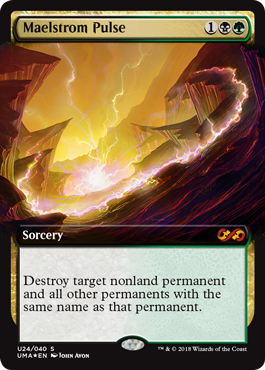 Maelstrom Pulse 1
Sorcery
Destroy target nonland permanent
and all other permanents with the
same name as that permanent.
U24/040 S
UMA★EN John Avon
™ & © 2018 Wizards of the Coast